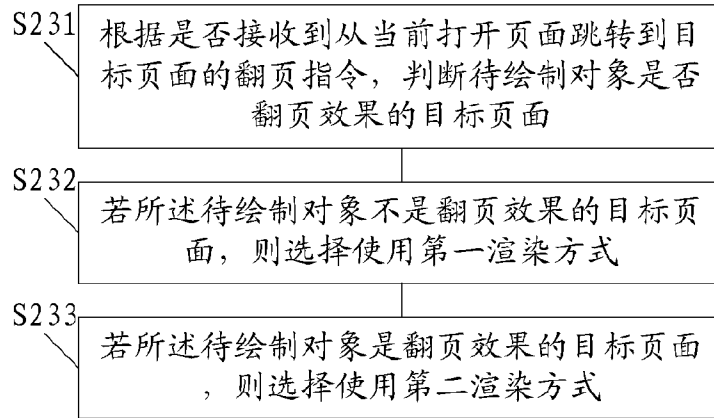 S231
根据是否接收到从当前打开页面跳转到目
标页面的翻页指令，判断待绘制对象是否
翻页效果的目标页面
S232
若所述待绘制对象不是翻页效果的目标页
面，则选择使用第一渲染方式
S233
若所述待绘制对象是翻页效果的目标页面
，则选择使用第二渲染方式